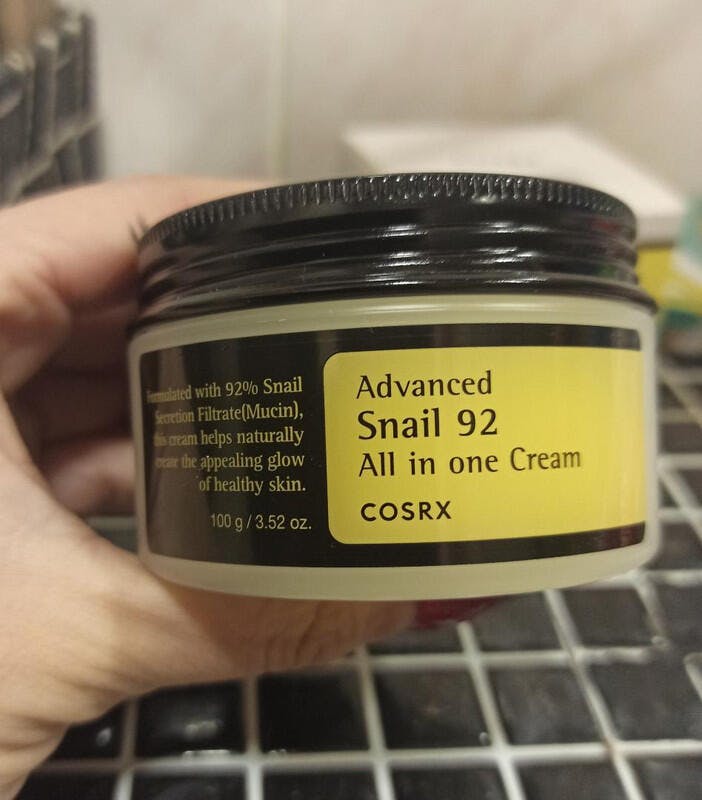 Formulated with 92% Snail
Secretion Filtrate(Mucin),
this cream helps naturally
create the appealing glow
of healthy skin.
100 g / 3.52 oz.
Advanced
Snail 92
All in one Cream
COSRX